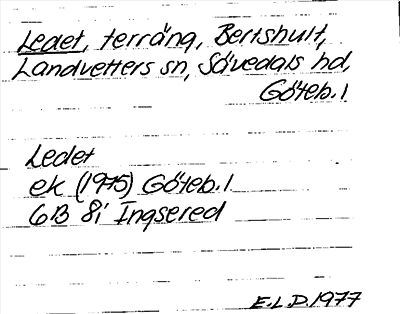 Ledet, terräng, Bertshult,
Landvetters sn, Sävedals hd,
Göteb. l
Ledet
ek (1975) Göteb. l
6B 8i Ingsered
E.L.D. 1977